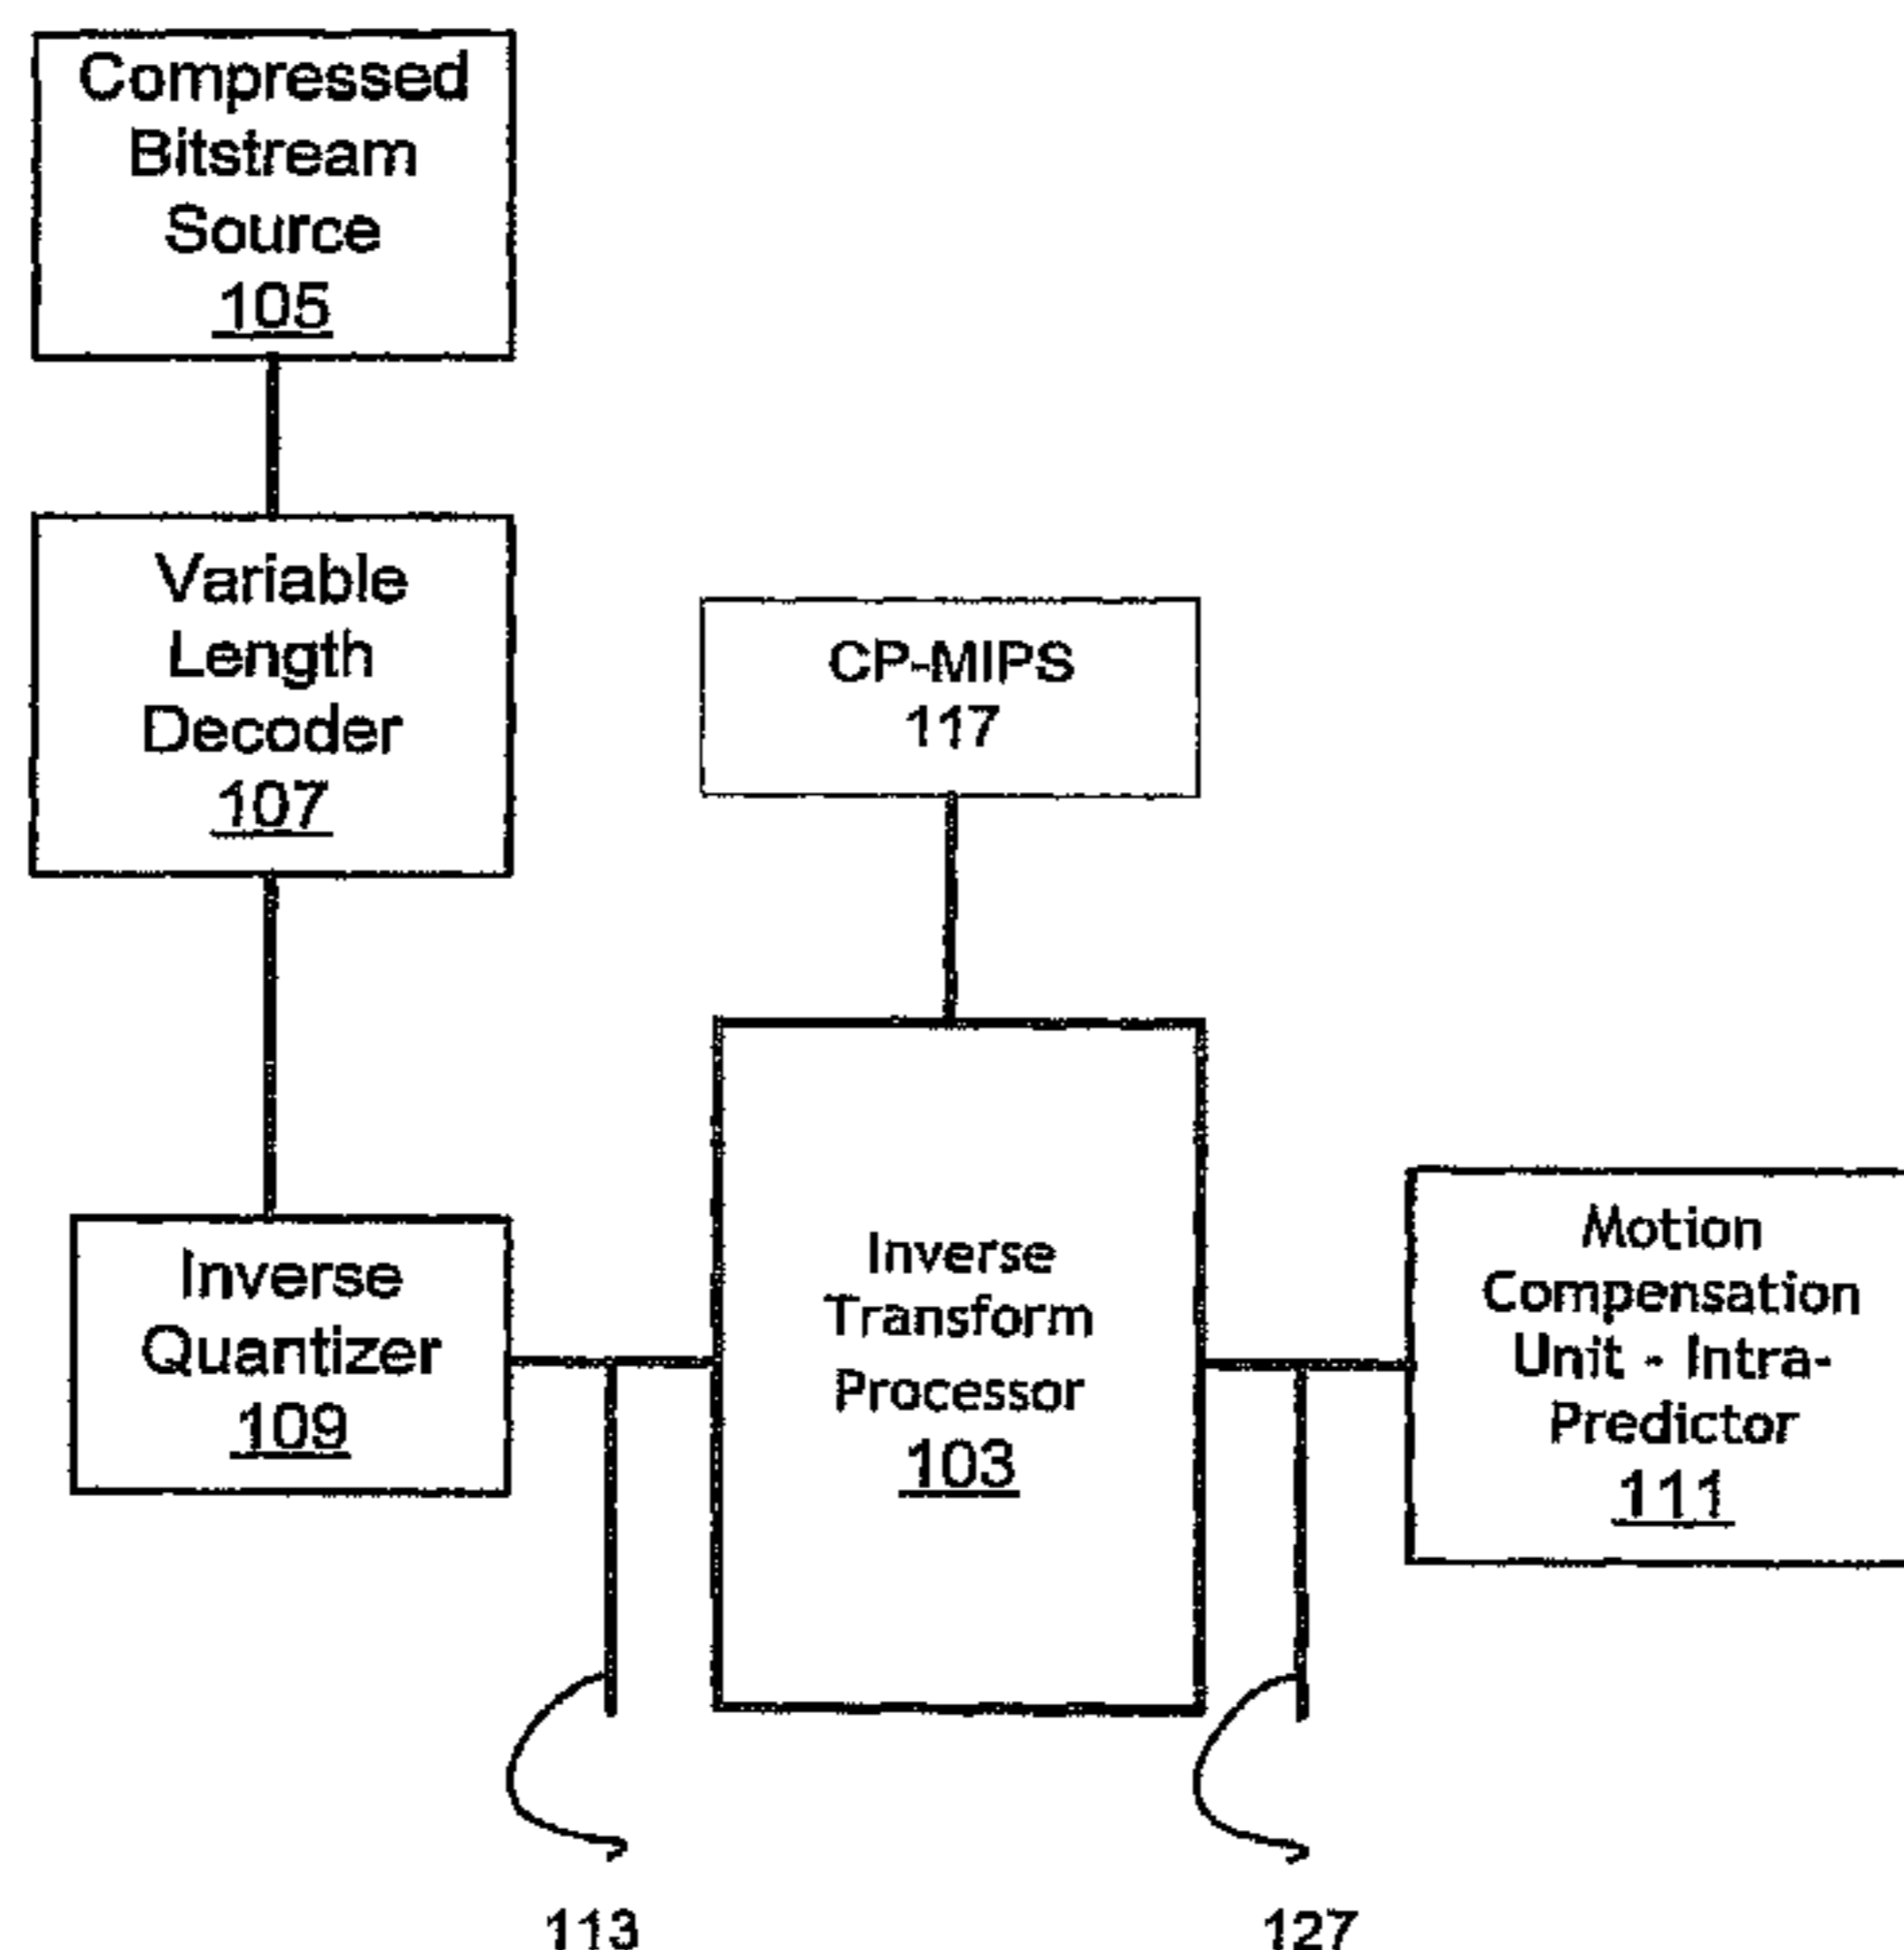 Compressed
Bitstream
Source
105
Variable
Length
Decoder
107
CP-MIPS
117
Inverse
Quantizer
109
Inverse
Transform
Processor
103
Motion
Compensation
Unit - Intra-
Predictor
111
113
127